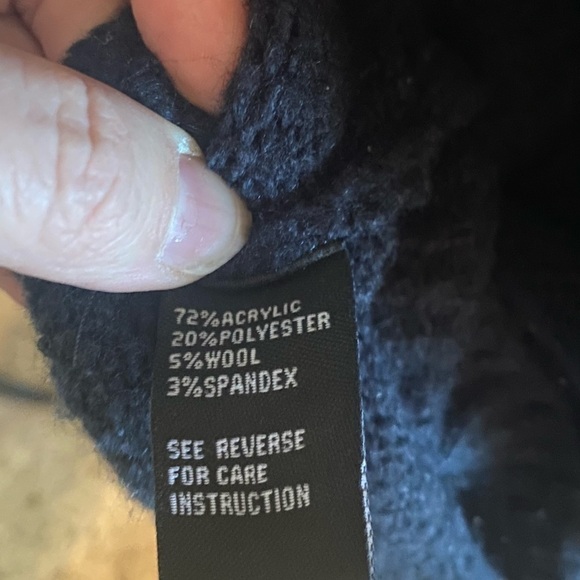 72%ACRYLIC
20%POLYESTER
5%WOOL
3%SPANDEX
SEE REVERSE
FOR CARE
INSTRUCTION